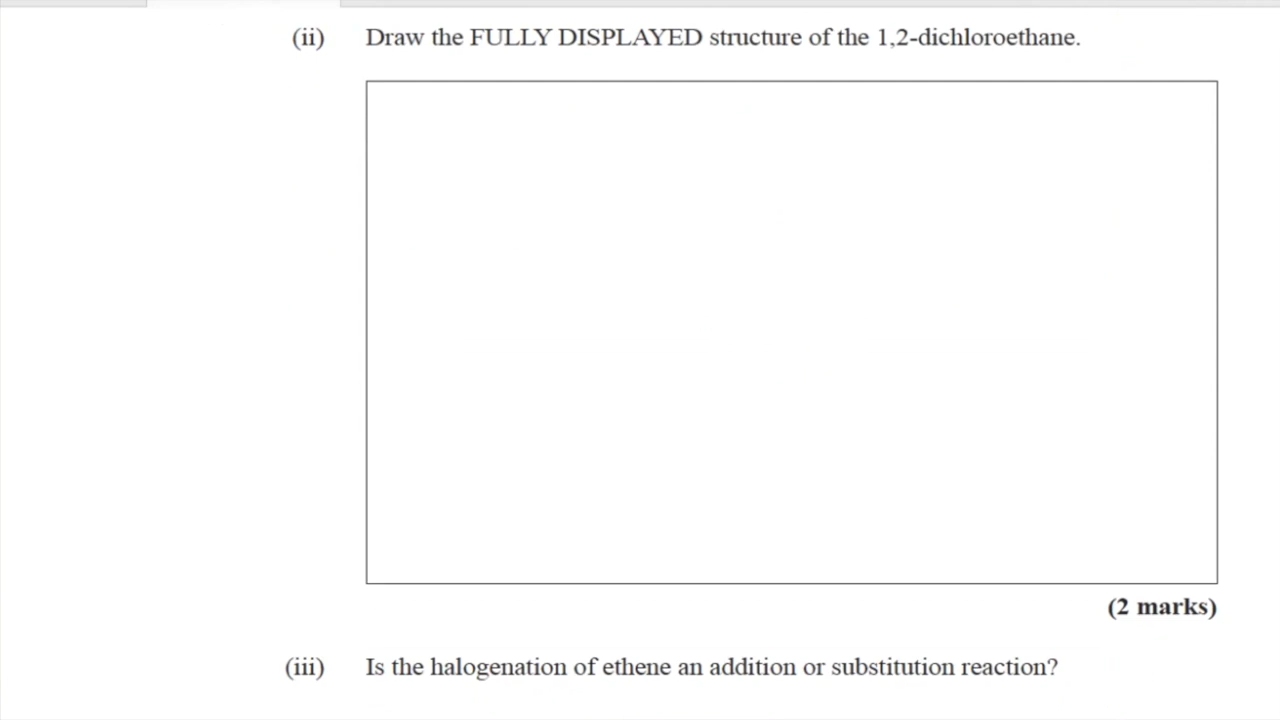 (ii) Draw the FULLY DISPLAYED structure of the 1,2-dichloroethane.
(2 marks)
(iii) Is the halogenation of ethene an addition or substitution reaction?